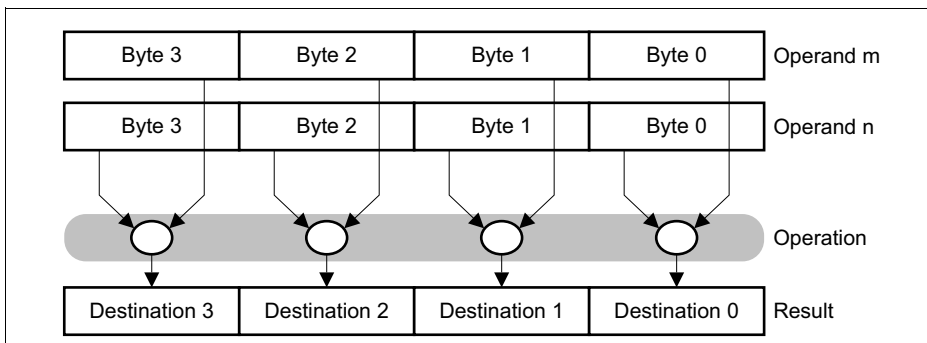 Byte 3 Byte 2 Byte 1 Byte 0 Operand m
Byte 3 Byte 2 Byte 1 Byte 0 Operand n
Operation
Destination 3 Destination 2 Destination 1 Destination 0 Result